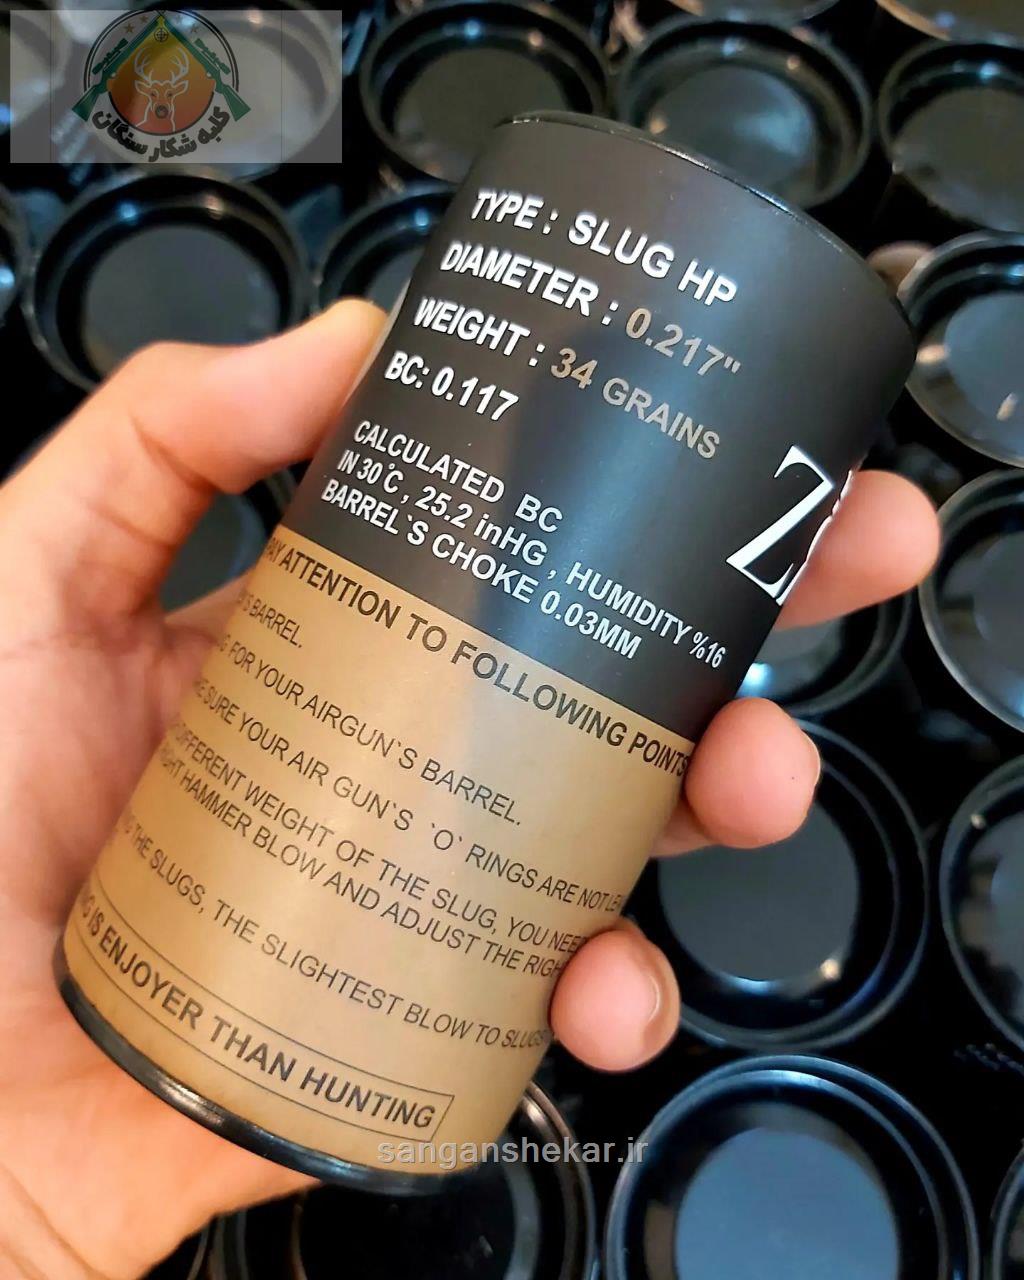 کلبه شکار سنگان
TYPE : SLUG HP
DIAMETER : 0.217"
WEIGHT : 34 GRAINS
BC: 0.117
CALCULATED BC
IN 30°C , 25.2 inHG , HUMIDITY %16
BARREL`S CHOKE 0.03MM
Z
ATTENTION TO FOLLOWING POINTS
BARREL.
FOR YOUR AIRGUN`S BARREL.
SURE YOUR AIR GUN`S `O` RINGS ARE NOT
DIFFERENT WEIGHT OF THE SLUG, YOU NEED
HAMMER BLOW AND ADJUST THE
THE SLUGS, THE SLIGHTEST BLOW TO SLUGS
IS ENJOYER THAN HUNTING
sanganshekar.ir